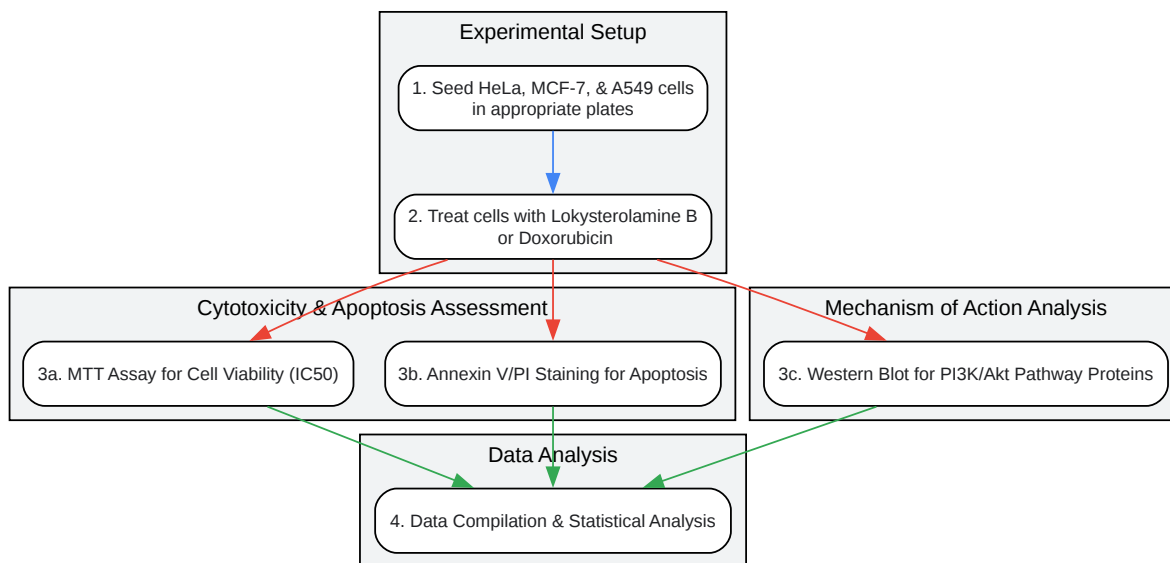 Experimental Setup
1. Seed HeLa, MCF-7, & A549 cells
in appropriate plates
2. Treat cells with Lokysterolamine B
or Doxorubicin
Cytotoxicity & Apoptosis Assessment
Mechanism of Action Analysis
3a. MTT Assay for Cell Viability (IC50)
3b. Annexin V/PI Staining for Apoptosis
3c. Western Blot for PI3K/Akt Pathway Proteins
Data Analysis
4. Data Compilation & Statistical Analysis